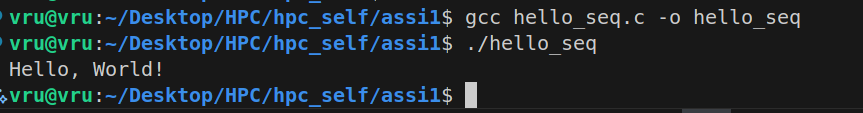 vru@vru:~/Desktop/HPC/hpc_self/assi1$ gcc hello_seq.c -o hello_seq
vru@vru:~/Desktop/HPC/hpc_self/assi1$ ./hello_seq
Hello, World!
vru@vru:~/Desktop/HPC/hpc_self/assi1$